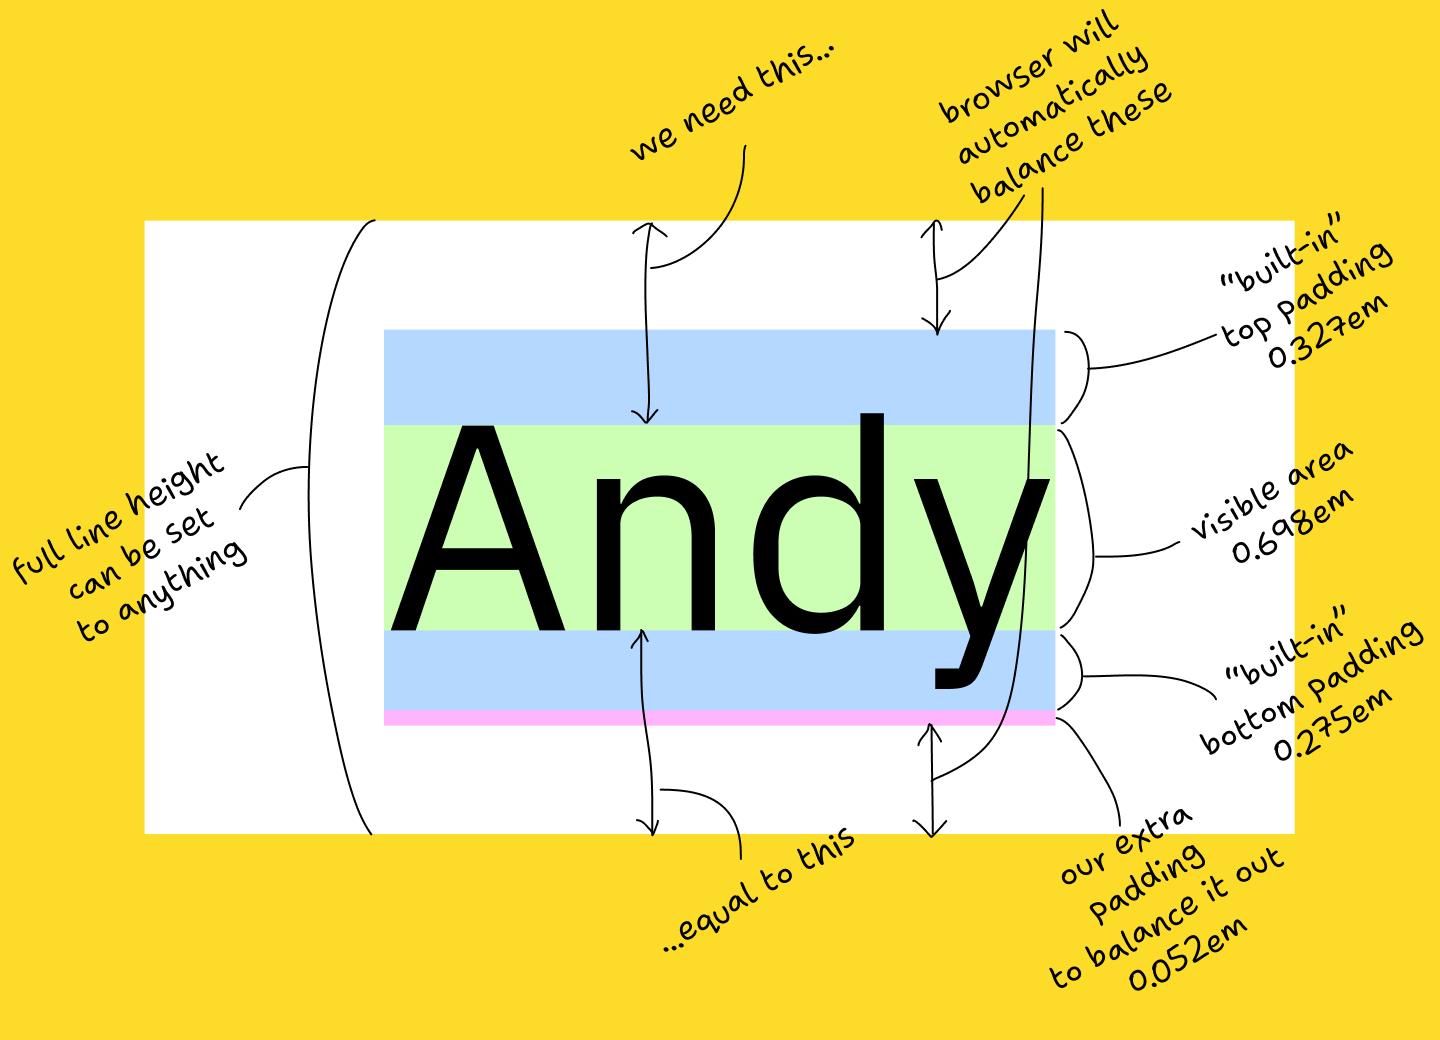 we need this...
browser will
automatically
balance these
“built-in”
top padding
0.327em
full line height
can be set
to anything
Andy
visible area
0.698em
“built-in”
bottom padding
0.275em
...equal to this
our extra
padding
to balance it out
0.052em